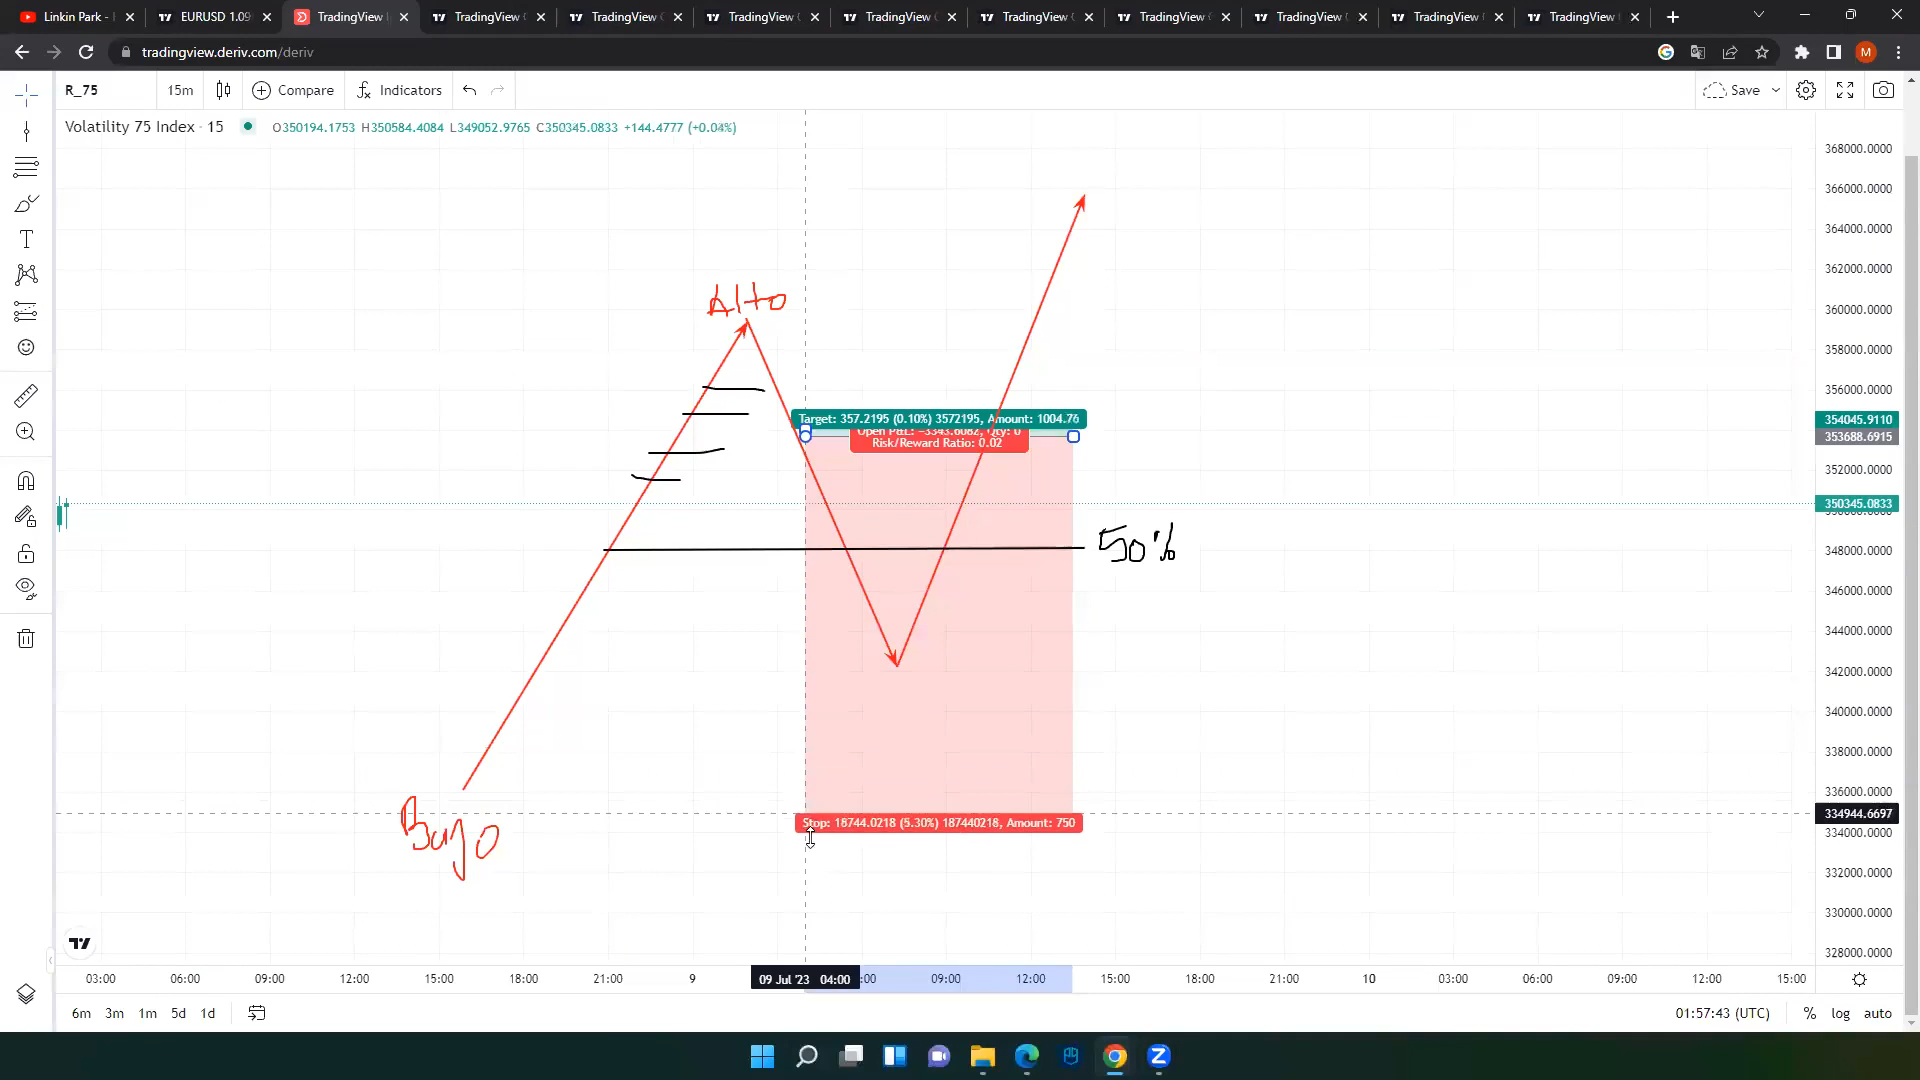 Linkin Park -
EURUSD 1.09
TradingView
TradingView
TradingView
TradingView
TradingView
TradingView
TradingView
TradingView
TradingView
TradingView
tradingview.deriv.com/deriv
M
R_75
15m
Compare
Indicators
Save
Volatility 75 Index · 15
O350194.1753 H350584.4084 L349052.9765 C350345.0833 +144.4777 (+0.04%)
368000.0000
366000.0000
364000.0000
362000.0000
360000.0000
358000.0000
356000.0000
354045.9110
353688.6915
352000.0000
350345.0833
350000.0000
348000.0000
346000.0000
344000.0000
342000.0000
340000.0000
338000.0000
336000.0000
334944.6697
334000.0000
332000.0000
330000.0000
328000.0000
Alto
Target: 357.2195 (0.10%) 3572195, Amount: 1004.76
Open P&L: −3343.6082, Qty: 0
Risk/Reward Ratio: 0.02
50%
Stop: 18744.0218 (5.30%) 187440218, Amount: 750
Bajo
03:00 06:00 09:00 12:00 15:00 18:00 21:00 9 09 Jul '23 04:00 :00 09:00 12:00 15:00 18:00 21:00 10 03:00 06:00 09:00 12:00 15:00
6m 3m 1m 5d 1d
01:57:43 (UTC) % log auto